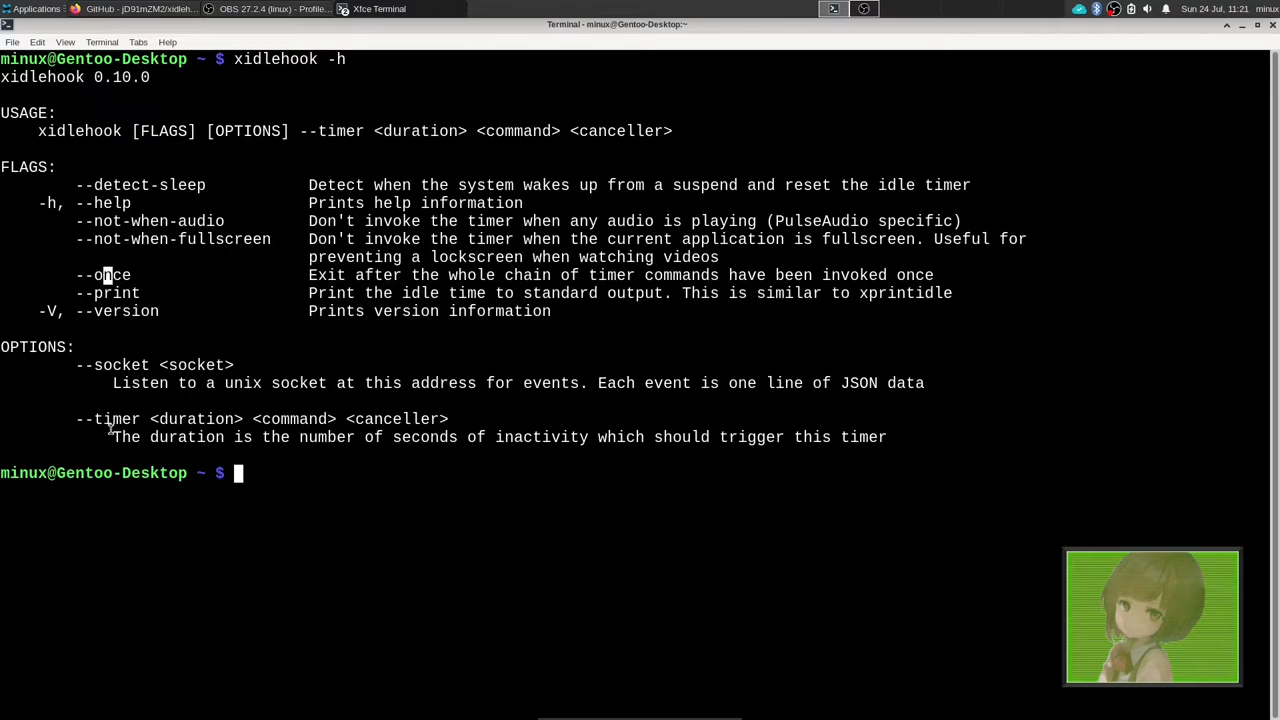 Applications
GitHub - jD91mZM2/xidleh...
OBS 27.2.4 (linux) - Profile...
Xfce Terminal
Sun 24 Jul, 11:21
minux
Terminal - minux@Gentoo-Desktop:~
File Edit View Terminal Tabs Help
minux@Gentoo-Desktop ~ $ xidlehook -h
xidlehook 0.10.0
USAGE:
xidlehook [FLAGS] [OPTIONS] --timer <duration> <command> <canceller>
FLAGS:
--detect-sleep Detect when the system wakes up from a suspend and reset the idle timer
-h, --help Prints help information
--not-when-audio Don't invoke the timer when any audio is playing (PulseAudio specific)
--not-when-fullscreen Don't invoke the timer when the current application is fullscreen. Useful for
preventing a lockscreen when watching videos
--once Exit after the whole chain of timer commands have been invoked once
--print Print the idle time to standard output. This is similar to xprintidle
-V, --version Prints version information
OPTIONS:
--socket <socket>
Listen to a unix socket at this address for events. Each event is one line of JSON data
--timer <duration> <command> <canceller>
The duration is the number of seconds of inactivity which should trigger this timer
minux@Gentoo-Desktop ~ $